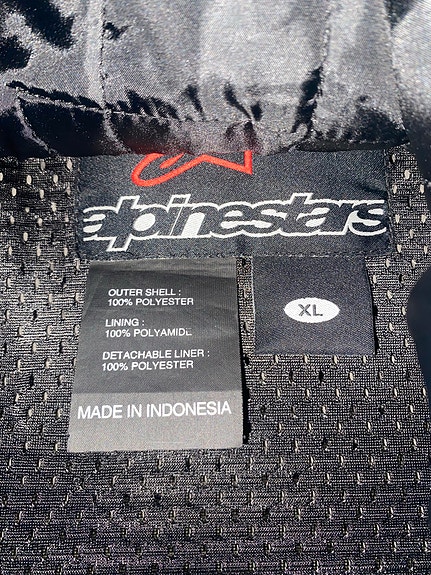 alpinestars
OUTER SHELL :
100% POLYESTER
LINING :
100% POLYAMIDE
DETACHABLE LINER :
100% POLYESTER
MADE IN INDONESIA
XL